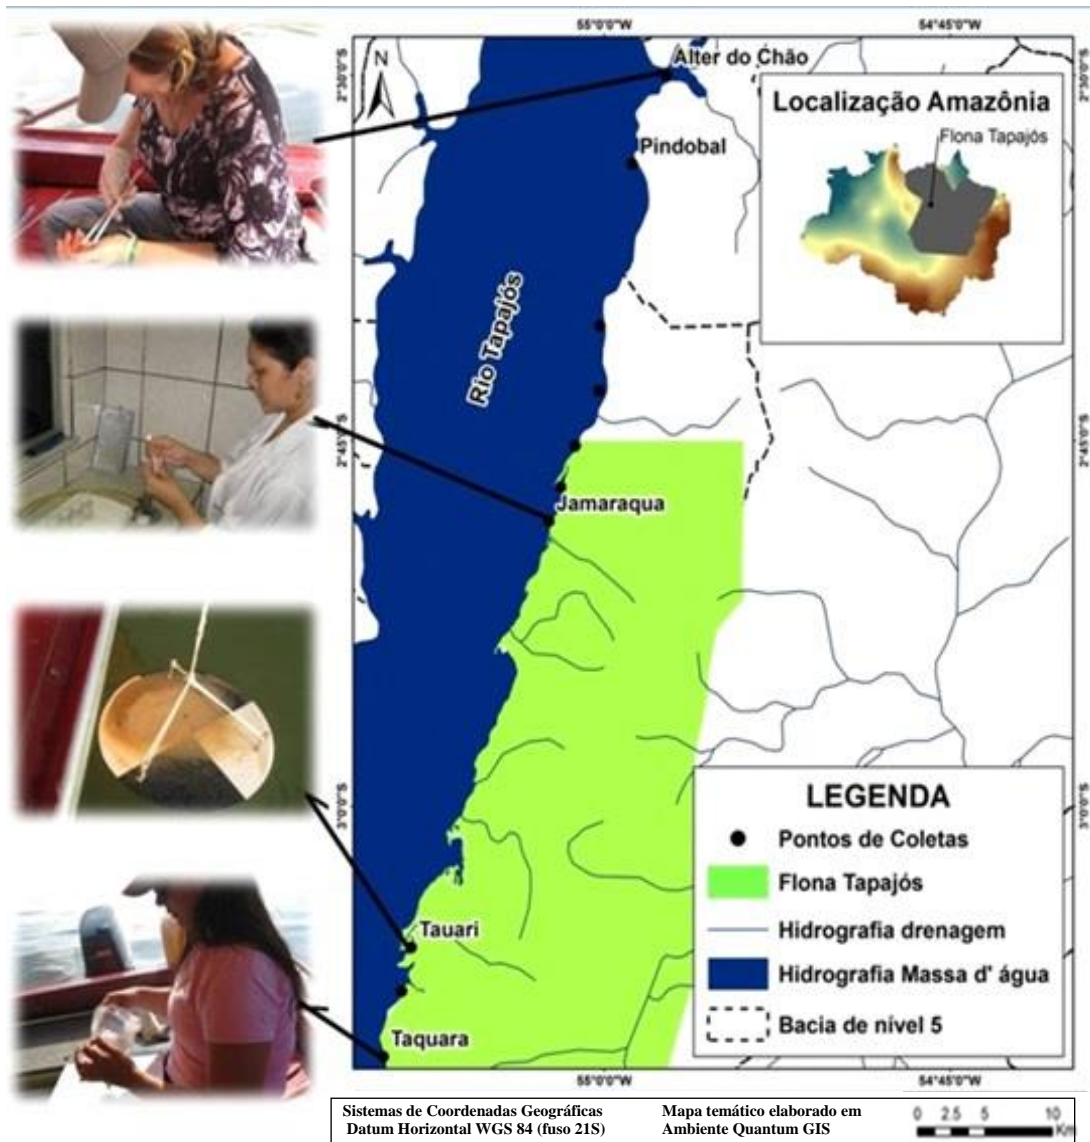 55°0'0"W
54°45'0"W
N
Alter do Chão
2°30'0"S
2°30'0"S
Localização Amazônia
Flona Tapajós
Pindobal
Rio Tapajós
2°45'0"S
2°45'0"S
Jamaraqua
LEGENDA
Pontos de Coletas
Flona Tapajós
Hidrografia drenagem
Hidrografia Massa d' água
Bacia de nível 5
3°0'0"S
3°0'0"S
Tauari
Taquara
55°0'0"W
54°45'0"W
Sistemas de Coordenadas Geográficas
Datum Horizontal WGS 84 (fuso 21S)
Mapa temático elaborado em
Ambiente Quantum GIS
0 2.5 5 10
Km